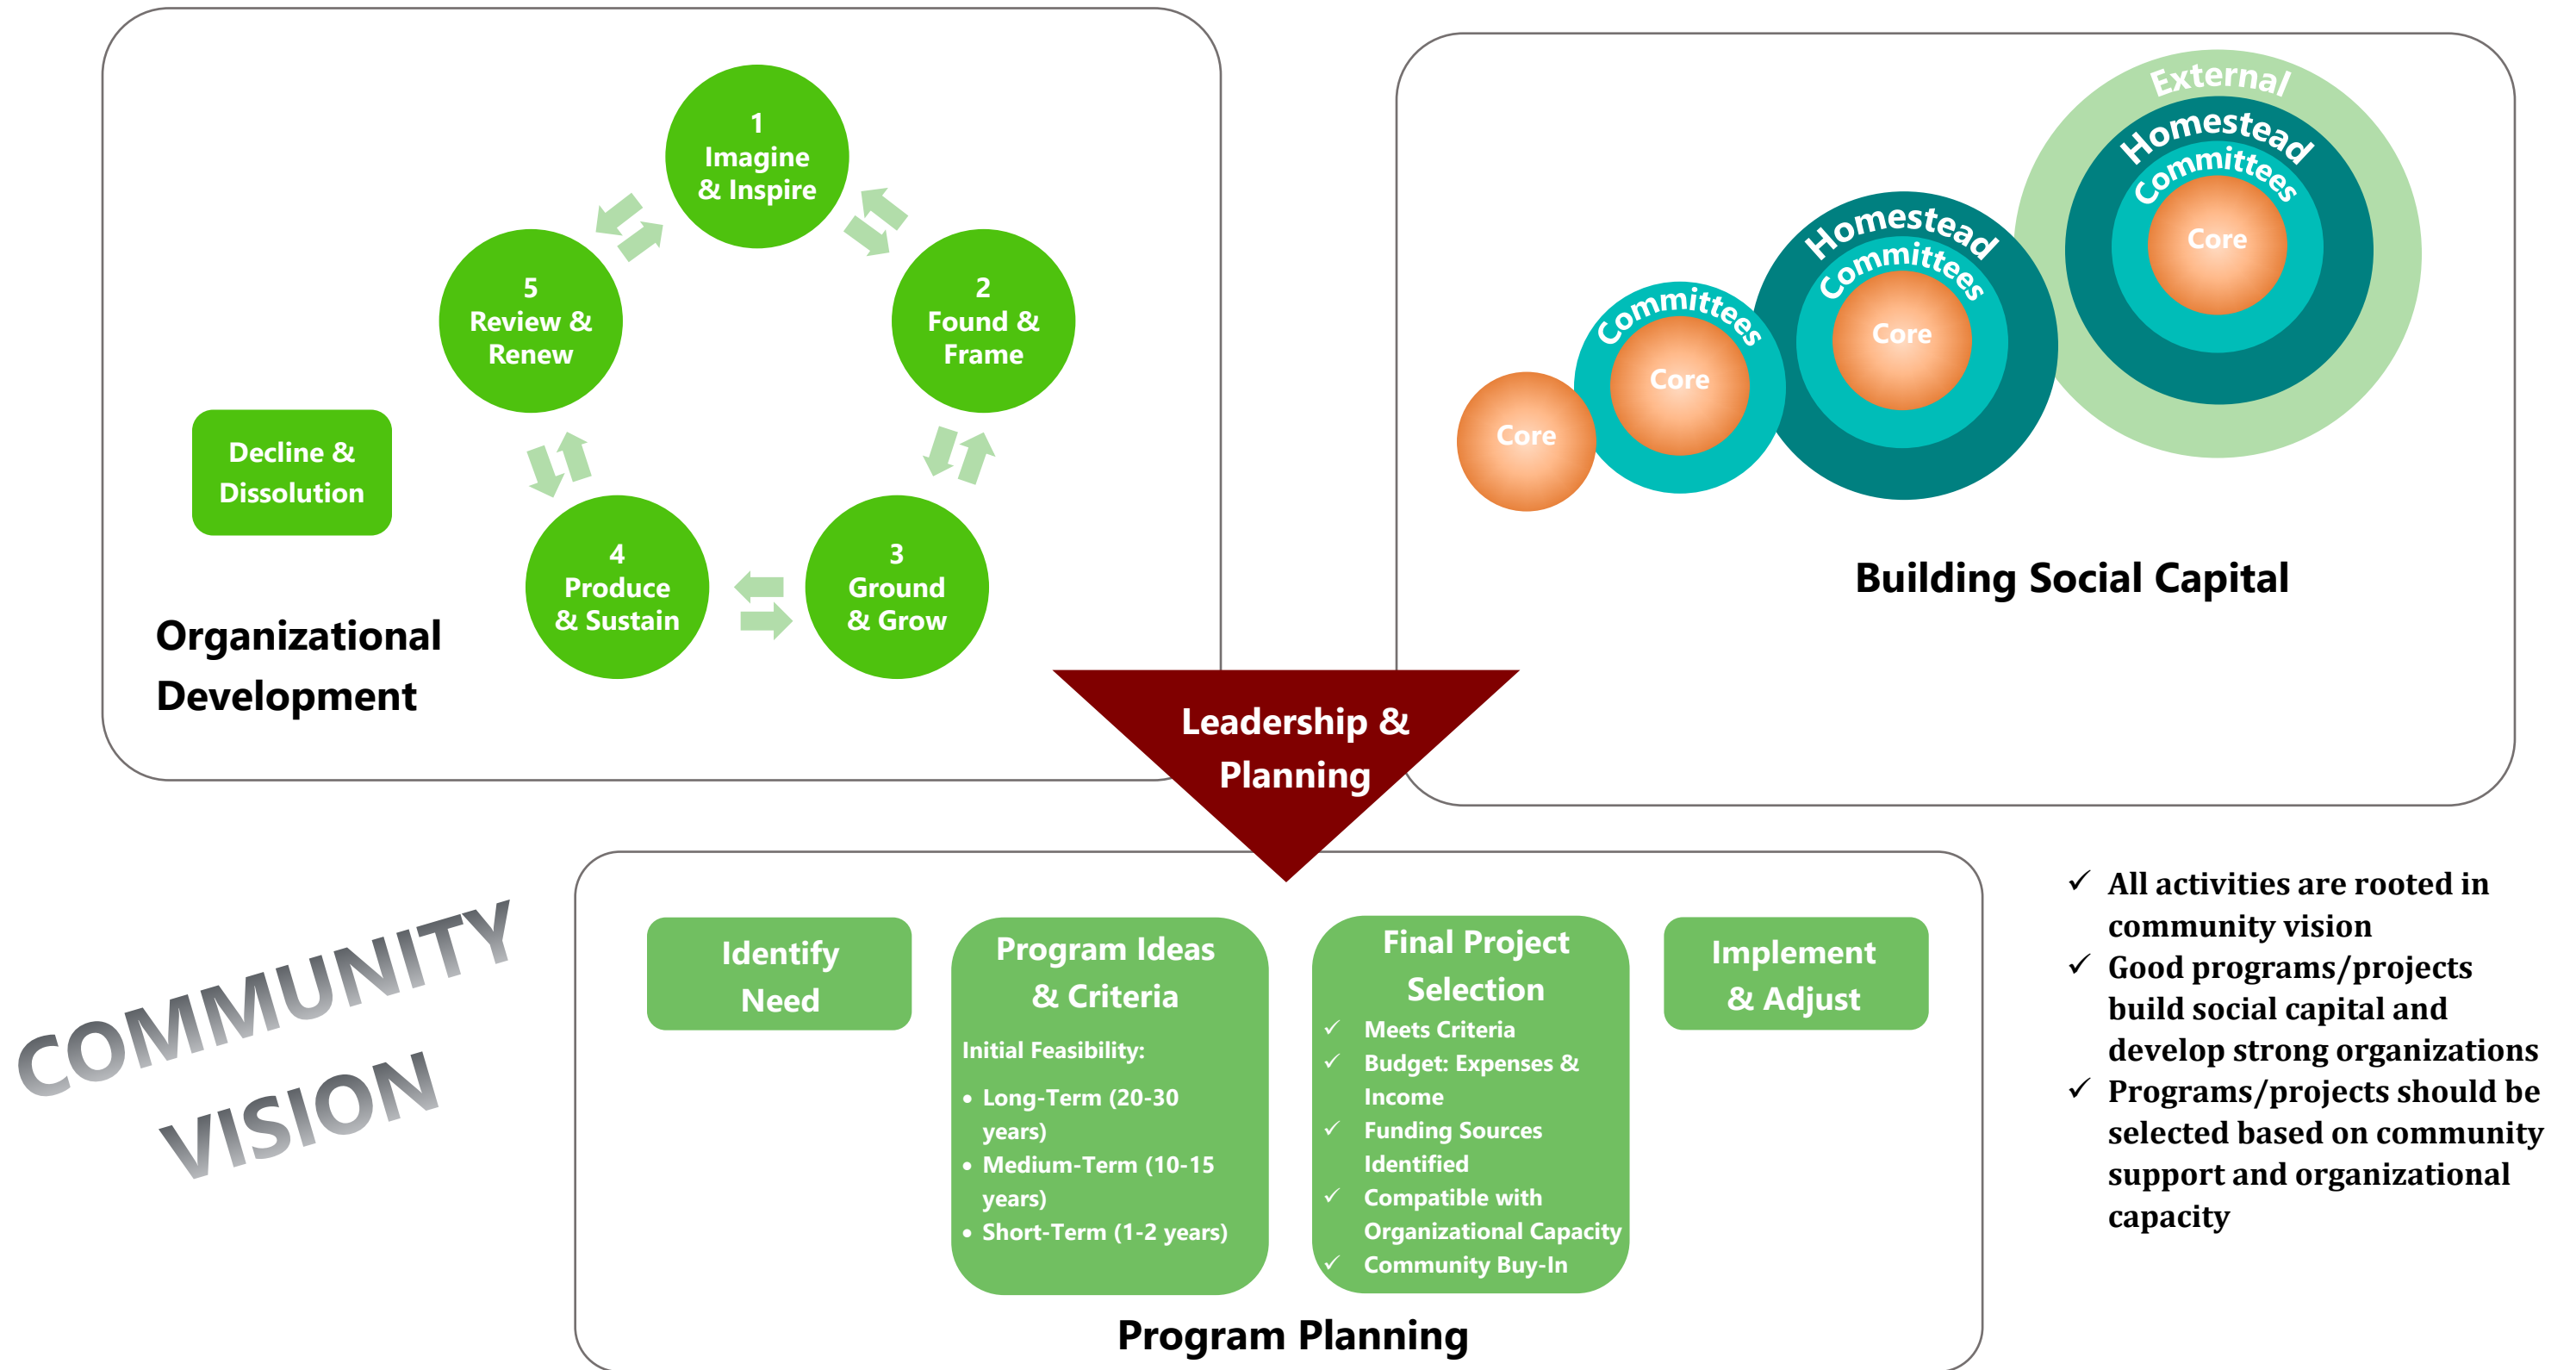 1
Imagine
& Inspire
2
Found &
Frame
3
Ground
& Grow
4
Produce
& Sustain
5
Review &
Renew
Decline &
Dissolution
Organizational
Development
Core
Committees
Core
Homestead
Committees
Core
External
Homestead
Committees
Core
Building Social Capital
Leadership &
Planning
COMMUNITY
VISION
Identify
Need
Program Ideas
& Criteria
Initial Feasibility:
• Long-Term (20-30
years)
• Medium-Term (10-15
years)
• Short-Term (1-2 years)
Final Project
Selection
✓ Meets Criteria
✓ Budget: Expenses &
Income
✓ Funding Sources
Identified
✓ Compatible with
Organizational Capacity
✓ Community Buy-In
Implement
& Adjust
Program Planning
✓ All activities are rooted in
community vision
✓ Good programs/projects
build social capital and
develop strong organizations
✓ Programs/projects should be
selected based on community
support and organizational
capacity